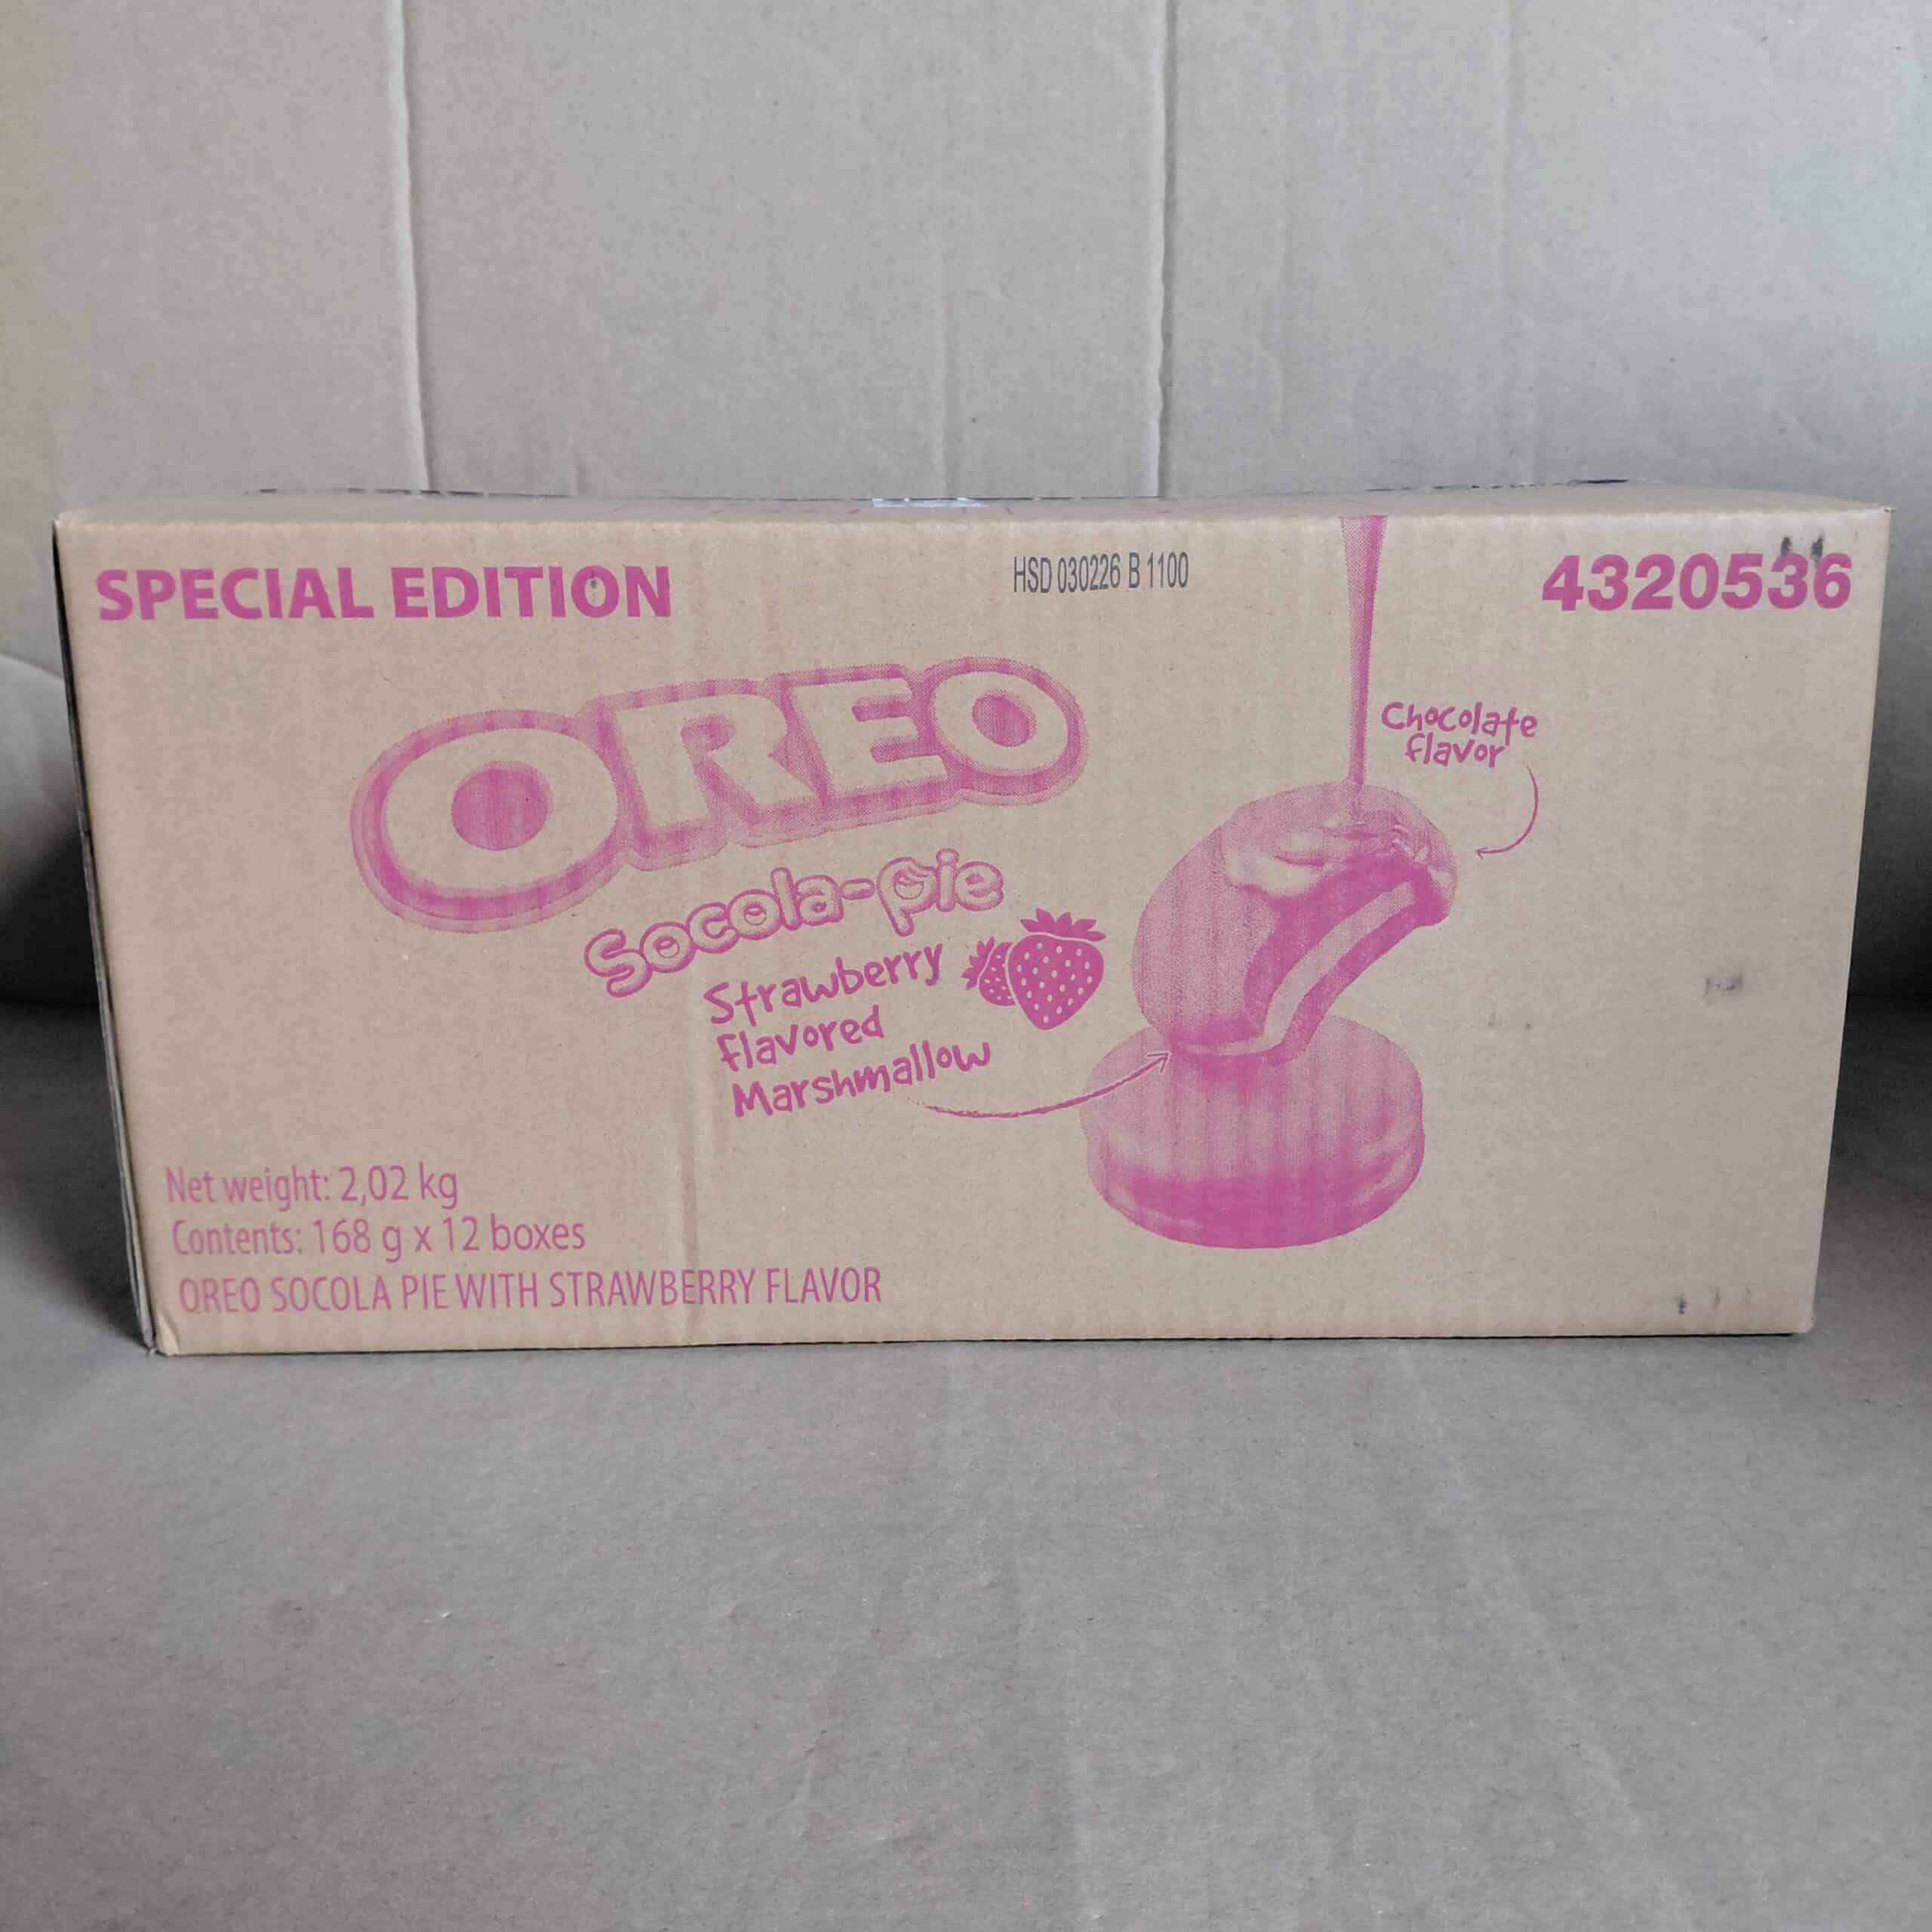 SPECIAL EDITION
HSD 030226 B 1100
4320536
OREO
Socola-pie
Strawberry
flavored
Marshmallow
Chocolate
flavor
Net weight: 2,02 kg
Contents: 168 g x 12 boxes
OREO SOCOLA PIE WITH STRAWBERRY FLAVOR